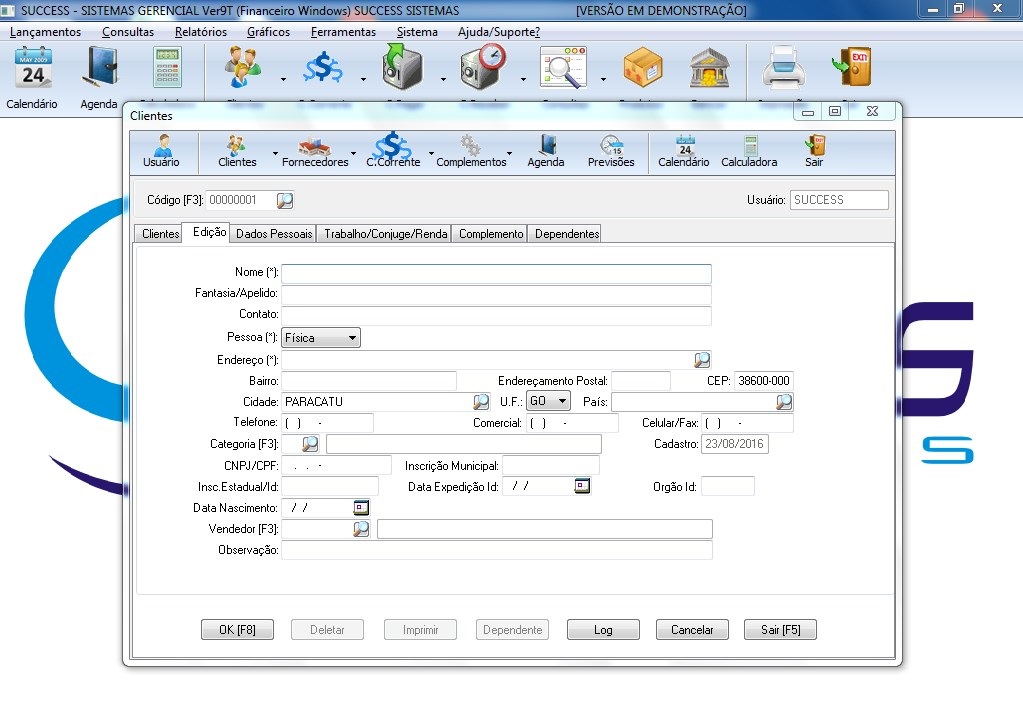 SUCCESS - SISTEMAS GERENCIAL Ver9T (Financeiro Windows) SUCCESS SISTEMAS [VERSÃO EM DEMONSTRAÇÃO]
Lançamentos Consultas Relatórios Gráficos Ferramentas Sistema Ajuda/Suporte?
MAY 2009
24 EXIT
Calendário Agenda
Clientes
Usuário Clientes Fornecedores C.Corrente Complementos Agenda Previsões Calendário Calculadora Sair
Código [F3]: 00000001 Usuário: SUCCESS
Clientes Edição Dados Pessoais Trabalho/Conjuge/Renda Complemento Dependentes
Nome (*):
Fantasia/Apelido:
Contato:
Pessoa (*): Física
Endereço (*):
Bairro: Endereçamento Postal: CEP: 38600-000
Cidade: PARACATU U.F.: GO País:
Telefone: ( ) - Comercial: ( ) - Celular/Fax: ( ) -
Categoria [F3]: Cadastro: 23/08/2016
CNPJ/CPF: . . - Inscrição Municipal:
Insc.Estadual/Id: Data Expedição Id: / / Orgão Id:
Data Nascimento: / /
Vendedor [F3]:
Observação:
OK [F8] Deletar Imprimir Dependente Log Cancelar Sair [F5]
S
S